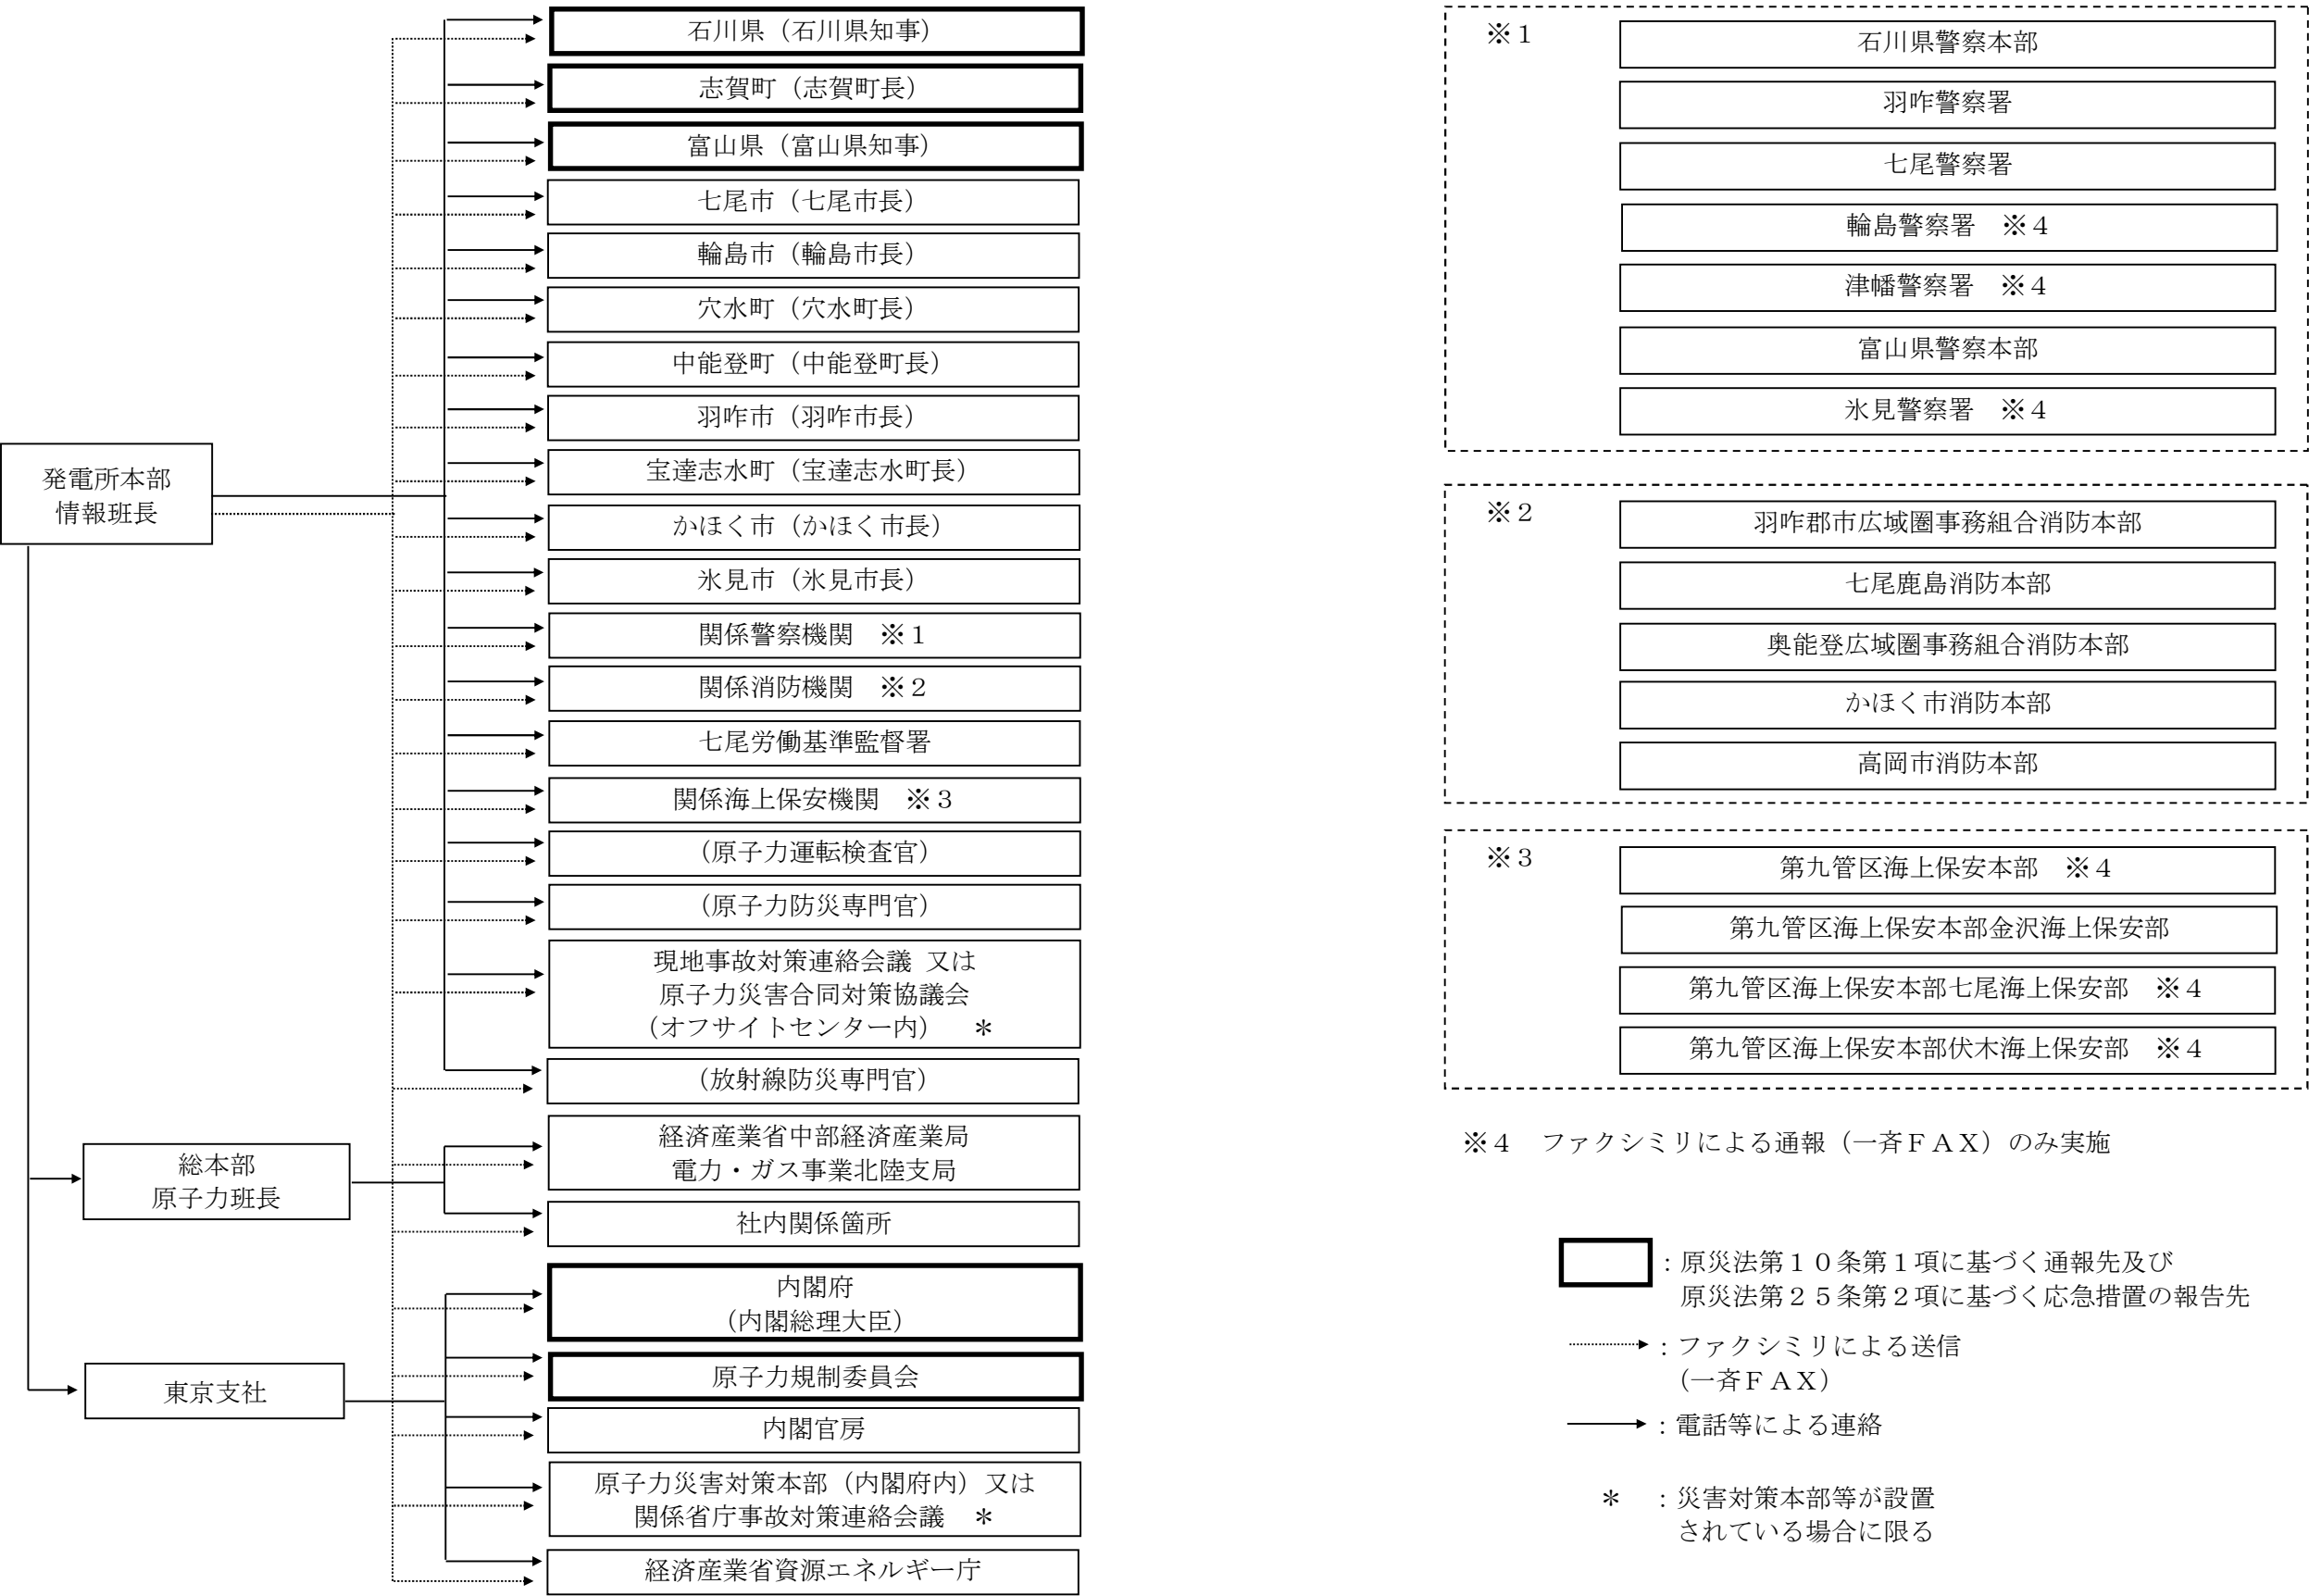 発電所本部
情報班長
総本部
原子力班長
東京支社
石川県（石川県知事）
志賀町（志賀町長）
富山県（富山県知事）
七尾市（七尾市長）
輪島市（輪島市長）
穴水町（穴水町長）
中能登町（中能登町長）
羽咋市（羽咋市長）
宝達志水町（宝達志水町長）
かほく市（かほく市長）
氷見市（氷見市長）
関係警察機関　※１
関係消防機関　※２
七尾労働基準監督署
関係海上保安機関　※３
（原子力運転検査官）
（原子力防災専門官）
現地事故対策連絡会議 又は
原子力災害合同対策協議会
（オフサイトセンター内）　＊
（放射線防災専門官）
経済産業省中部経済産業局
電力・ガス事業北陸支局
社内関係箇所
内閣府
（内閣総理大臣）
原子力規制委員会
内閣官房
原子力災害対策本部（内閣府内）又は
関係省庁事故対策連絡会議　＊
経済産業省資源エネルギー庁
※１
石川県警察本部
羽咋警察署
七尾警察署
輪島警察署　※４
津幡警察署　※４
富山県警察本部
氷見警察署　※４
※２
羽咋郡市広域圏事務組合消防本部
七尾鹿島消防本部
奥能登広域圏事務組合消防本部
かほく市消防本部
高岡市消防本部
※３
第九管区海上保安本部　※４
第九管区海上保安本部金沢海上保安部
第九管区海上保安本部七尾海上保安部　※４
第九管区海上保安本部伏木海上保安部　※４
※４　ファクシミリによる通報（一斉ＦＡＸ）のみ実施
：原災法第１０条第１項に基づく通報先及び
原災法第２５条第２項に基づく応急措置の報告先
：ファクシミリによる送信
（一斉ＦＡＸ）
：電話等による連絡
＊　：災害対策本部等が設置
されている場合に限る